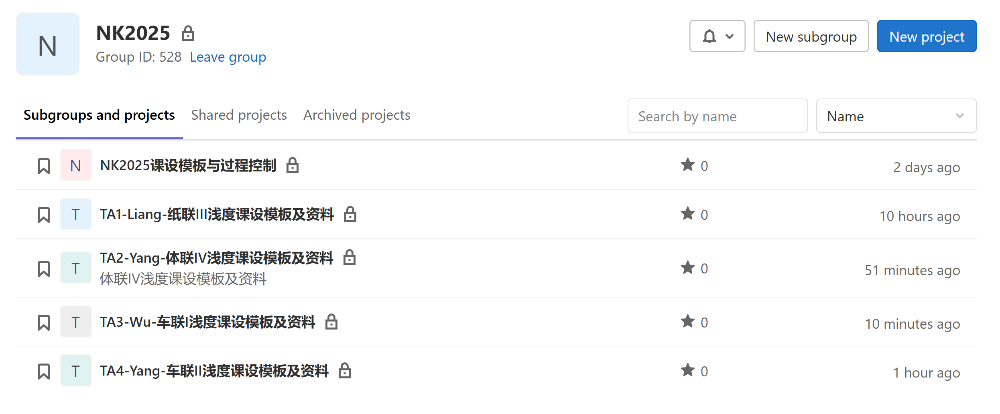 N
NK2025
Group ID: 528 Leave group
New subgroup
New project
Subgroups and projects
Shared projects
Archived projects
Search by name
Name
N
NK2025课设模板与过程控制
0
2 days ago
T
TA1-Liang-纸联III浅度课设模板及资料
0
10 hours ago
T
TA2-Yang-体联IV浅度课设模板及资料
体联IV浅度课设模板及资料
0
51 minutes ago
T
TA3-Wu-车联I浅度课设模板及资料
0
10 minutes ago
T
TA4-Yang-车联II浅度课设模板及资料
0
1 hour ago